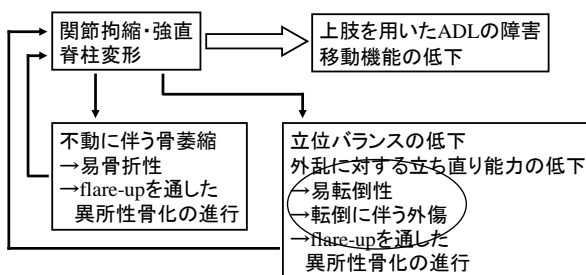 関節拘縮・強直
脊柱変形
上肢を用いたADLの障害
移動機能の低下
不動に伴う骨萎縮
→易骨折性
→flare-upを通した
異所性骨化の進行
立位バランスの低下
外乱に対する立ち直り能力の低下
→易転倒性
→転倒に伴う外傷
→flare-upを通した
異所性骨化の進行